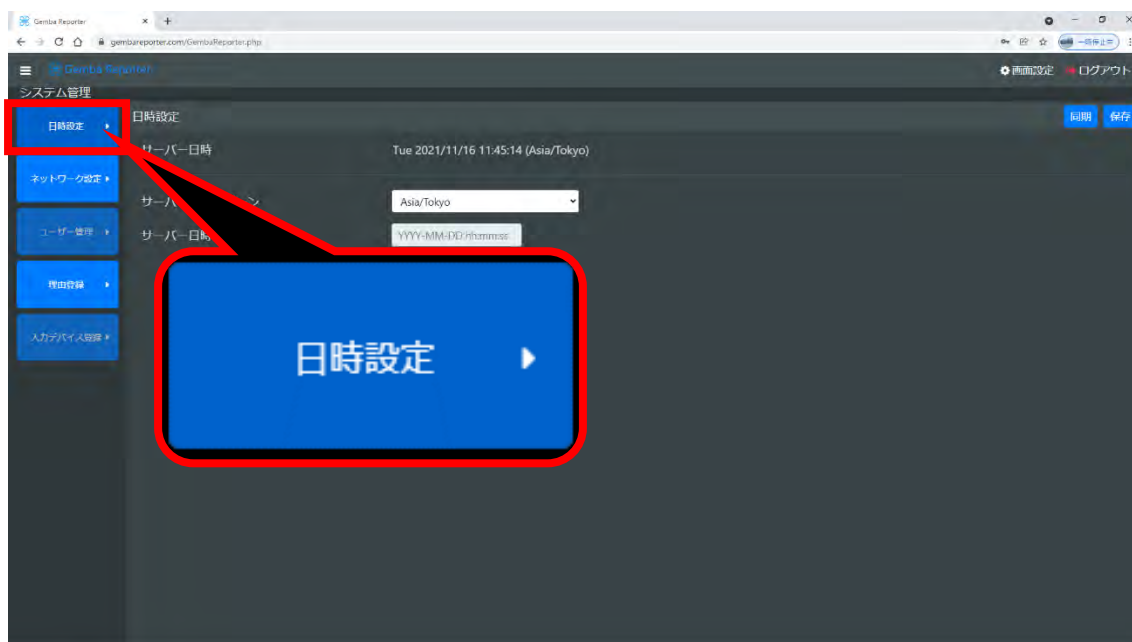 Gemba Reporter
gembareporter.com/GembaReporter.php
一時停止
Gemba Reporter
画面設定
ログアウト
システム管理
日時設定
日時設定
同期
保存
サーバー日時
Tue 2021/11/16 11:45:14 (Asia/Tokyo)
ネットワーク設定
Asia/Tokyo
ユーザー管理
サーバー日時
YYYY-MM-DD hh:mm:ss
理由登録
入力デバイス登録
日時設定